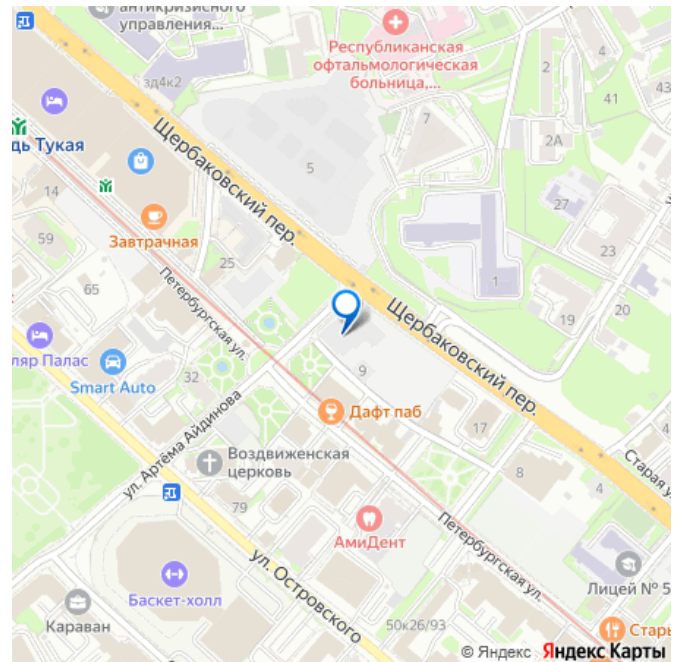 антикризисного
управления...
Республиканская
офтальмологическая
больница,...
зд4к2
2
43
41
7
2А
Щербаковский пер.
дь Тукая
5
14
27
Завтрачная
59
25
23
1
65
Петербургская ул.
20
19
Щербаковский пер.
ляр Палас
Smart Auto
32
9
Дафт паб
ул. Артёма Айдинова
17
Воздвиженская
церковь
8
Старая у
4
79
АмиДент
Петербургская ул.
ул. Островского
Баскет-холл
Лицей № 5
Караван
50к26/93
Стары
© Яндекс Яндекс Карты